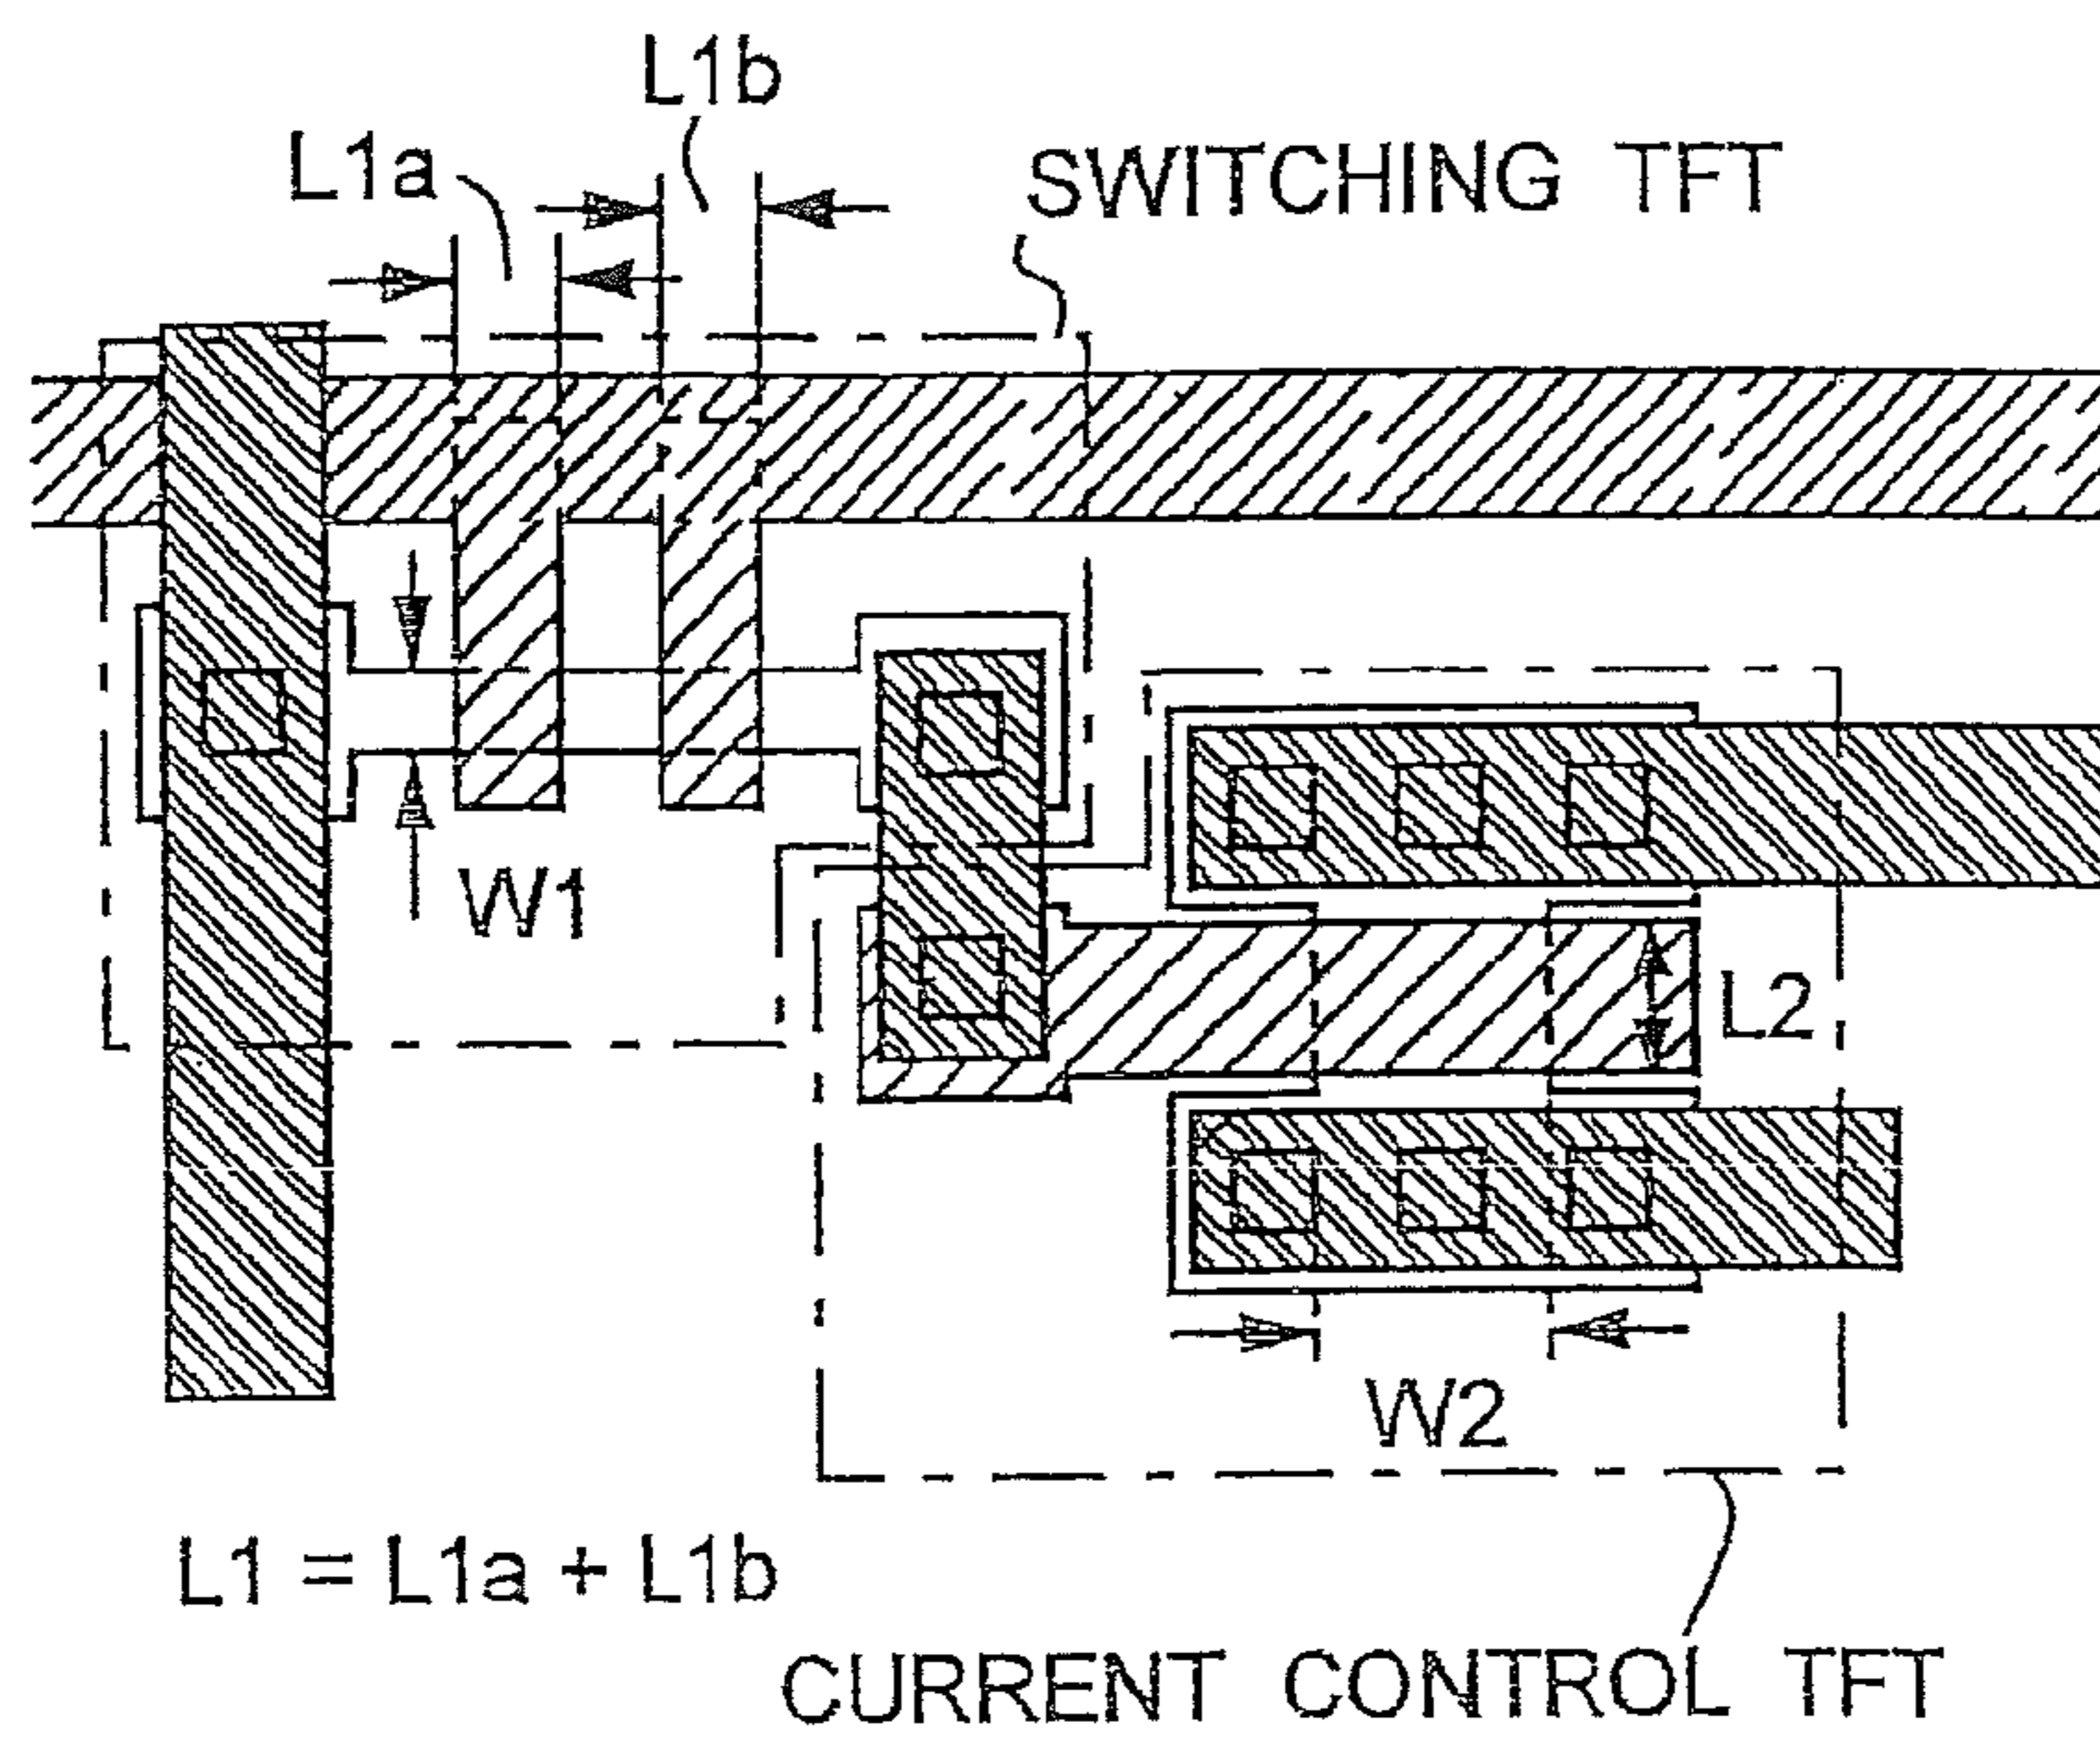 L1b
L1a
SWITCHING TFT
W1
L2
W2
L1 = L1a + L1b
CURRENT CONTROL TFT